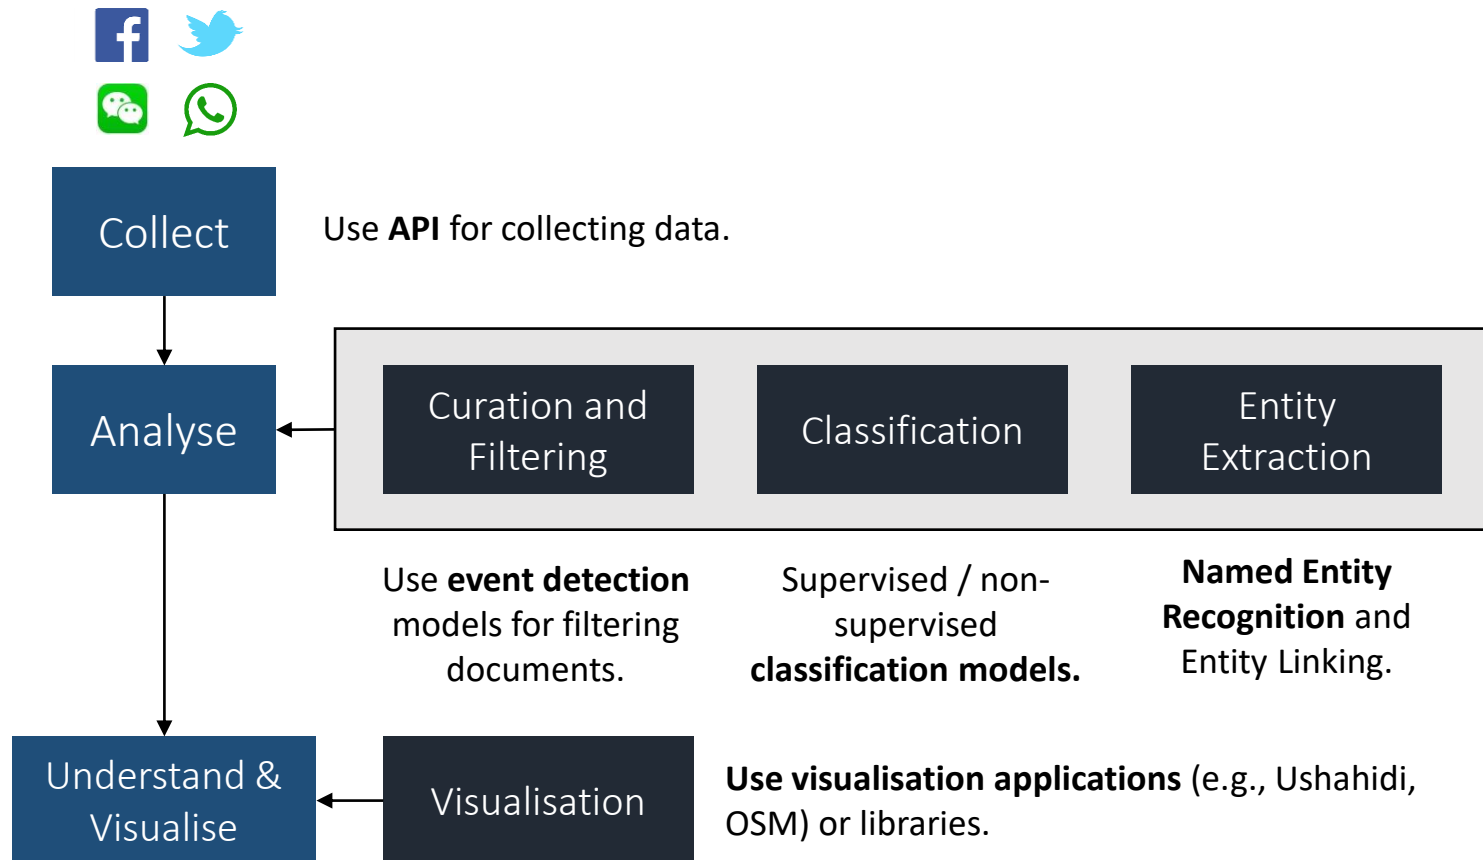 Collect
Use API for collecting data.
Analyse
Curation and
Filtering
Classification
Entity
Extraction
Use event detection
models for filtering
documents.
Supervised / non-
supervised
classification models.
Named Entity
Recognition and
Entity Linking.
Understand &
Visualise
Visualisation
Use visualisation applications (e.g., Ushahidi,
OSM) or libraries.